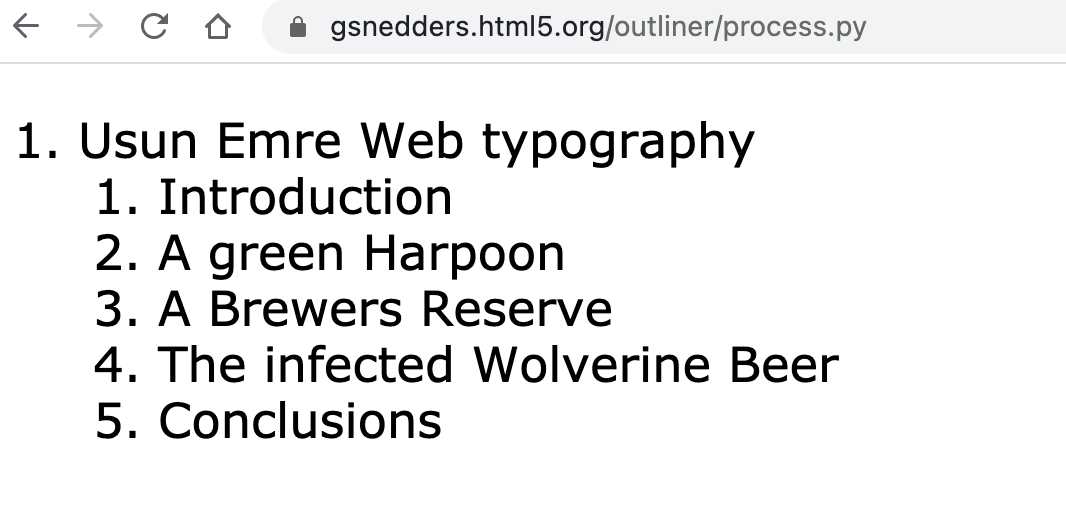 gsnedders.html5.org/outliner/process.py
1. Usun Emre Web typography
1. Introduction
2. A green Harpoon
3. A Brewers Reserve
4. The infected Wolverine Beer
5. Conclusions